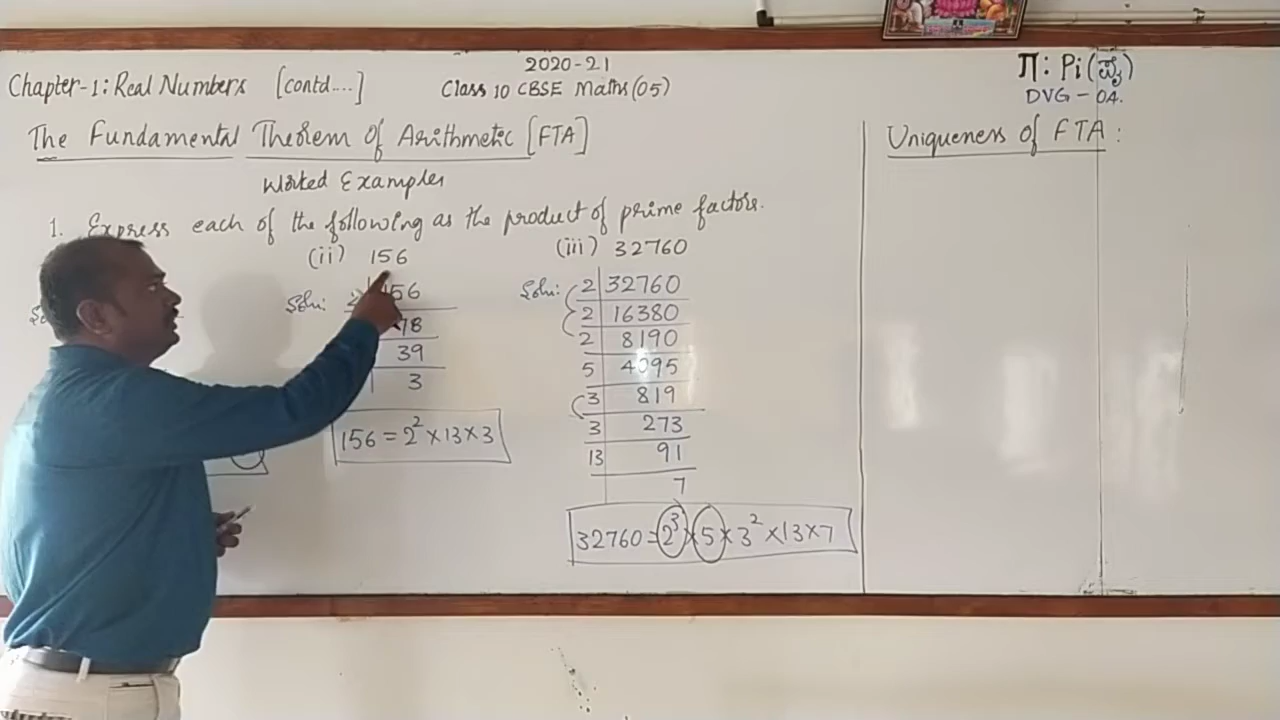 2020-21
Chapter-1: Real Numbers [contd....]
Class 10 CBSE Maths (05)
π: Pi (ಪೈ)
DVG - 04.
The Fundamental Theorem of Arithmetic [FTA]
Worked Examples
1. Express each of the following as the product of prime factors.
(ii) 156
Soln: 2 156
78
39
3
156 = 2² × 13 × 3
(iii) 32760
Soln: 2 32760
2 16380
2 8190
5 4095
3 819
3 273
13 91
7
32760 = 2³ × 5 × 3² × 13 × 7
Uniqueness of FTA :